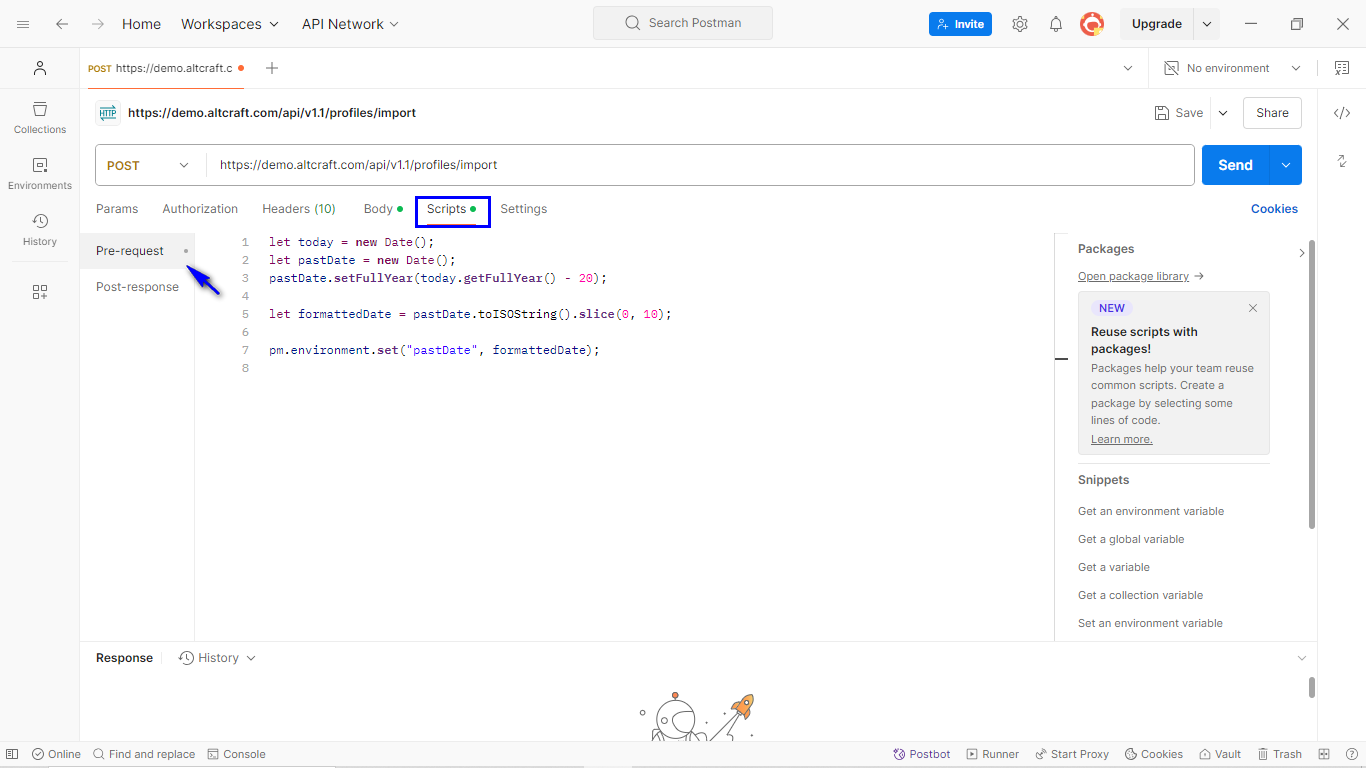 Home Workspaces API Network Search Postman Invite Upgrade
POST https://demo.altcraft.c No environment
HTTP https://demo.altcraft.com/api/v1.1/profiles/import Save Share
Collections
Environments
History
POST https://demo.altcraft.com/api/v1.1/profiles/import Send
Params Authorization Headers (10) Body Scripts Settings Cookies
Pre-request
Post-response
1 let today = new Date();
2 let pastDate = new Date();
3 pastDate.setFullYear(today.getFullYear() - 20);
4
5 let formattedDate = pastDate.toISOString().slice(0, 10);
6
7 pm.environment.set("pastDate", formattedDate);
8
Packages
Open package library →
NEW
Reuse scripts with
packages!
Packages help your team reuse
common scripts. Create a
package by selecting some
lines of code.
Learn more.
Snippets
Get an environment variable
Get a global variable
Get a variable
Get a collection variable
Set an environment variable
Response History
Online Find and replace Console Postbot Runner Start Proxy Cookies Vault Trash